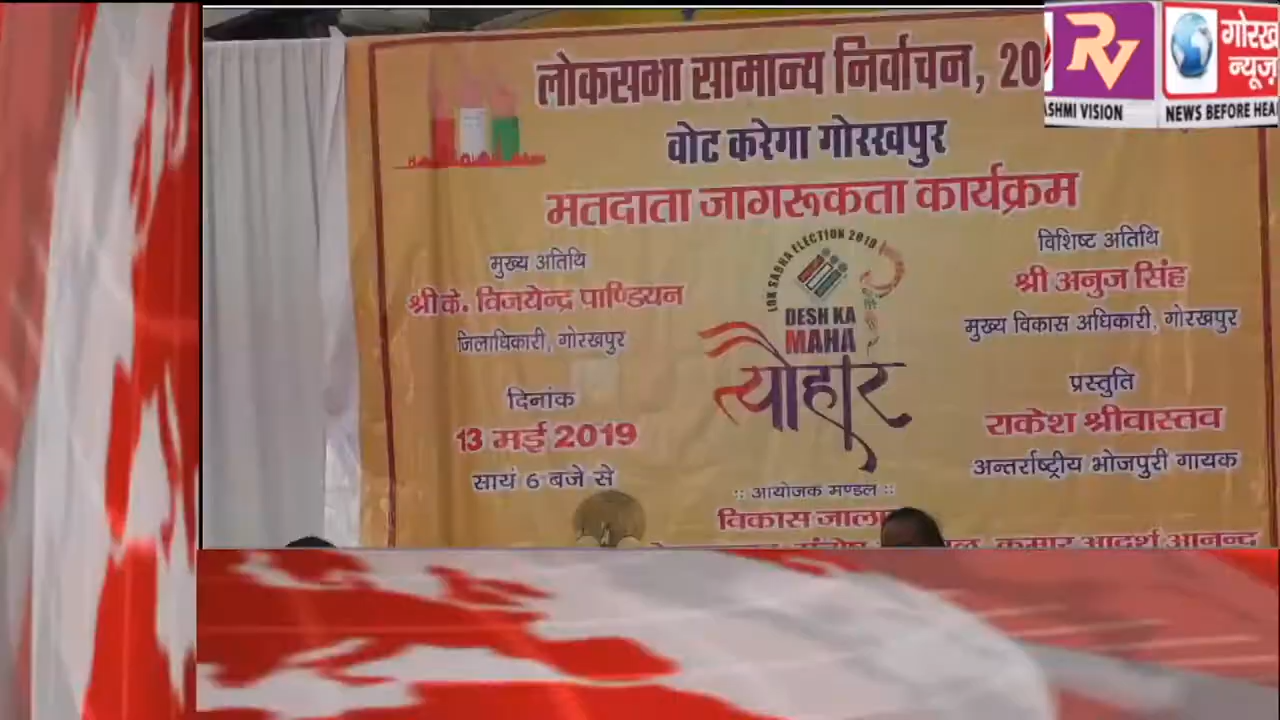 लोकसभा सामान्य निर्वाचन, 20
वोट करेगा गोरखपुर
मतदाता जागरूकता कार्यक्रम
मुख्य अतिथि
श्री के. विजयेन्द्र पाण्डियन
जिलाधिकारी, गोरखपुर
दिनांक
13 मई 2019
सायं 6 बजे से
LOK SABHA ELECTION 2019
DESH KA
MAHA
त्यौहार
:: आयोजक मण्डल ::
विकास जाला
कुमार आदर्श आनन्द
विशिष्ट अतिथि
श्री अनुज सिंह
मुख्य विकास अधिकारी, गोरखपुर
प्रस्तुति
राकेश श्रीवास्तव
अन्तर्राष्ट्रीय भोजपुरी गायक
RV
ASHMI VISION
गोरख
न्यूज़
NEWS BEFORE HEA